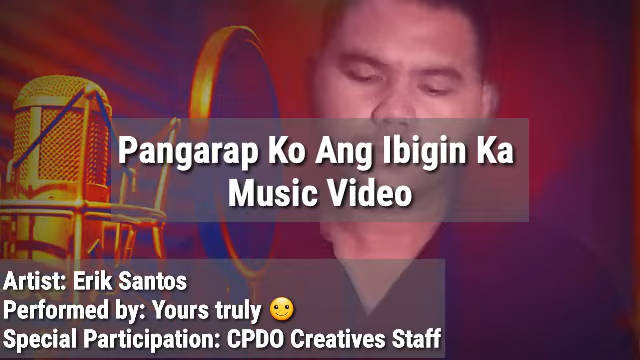 Pangarap Ko Ang Ibigin Ka
Music Video
Artist: Erik Santos
Performed by: Yours truly 🙂
Special Participation: CPDO Creatives Staff